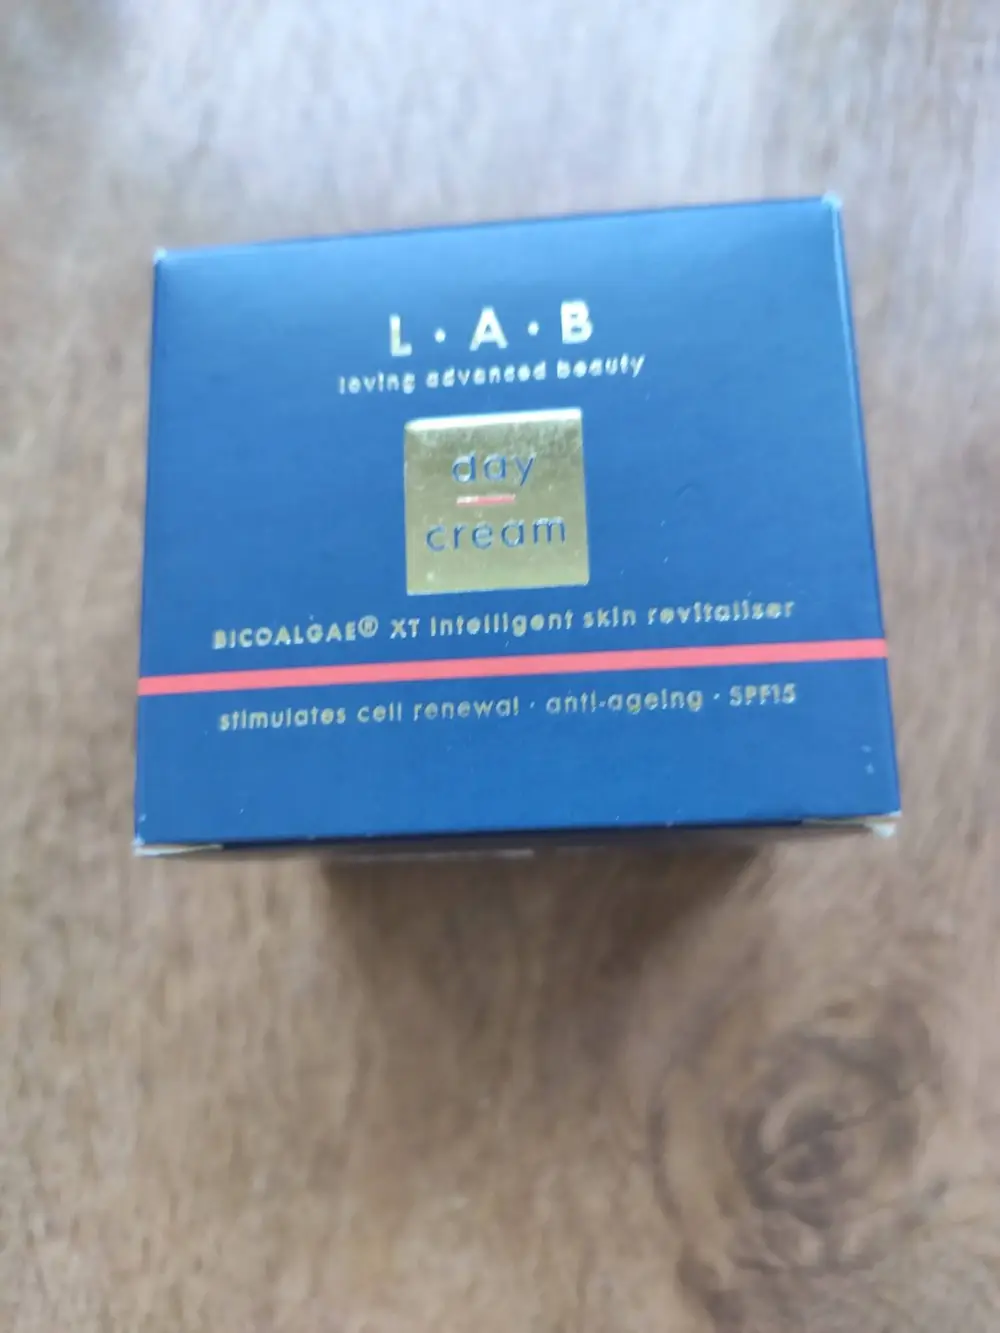 L·A·B
loving advanced beauty
day
cream
BICOALGAE® XT intelligent skin revitaliser
stimulates cell renewal · anti-ageing · SPF15